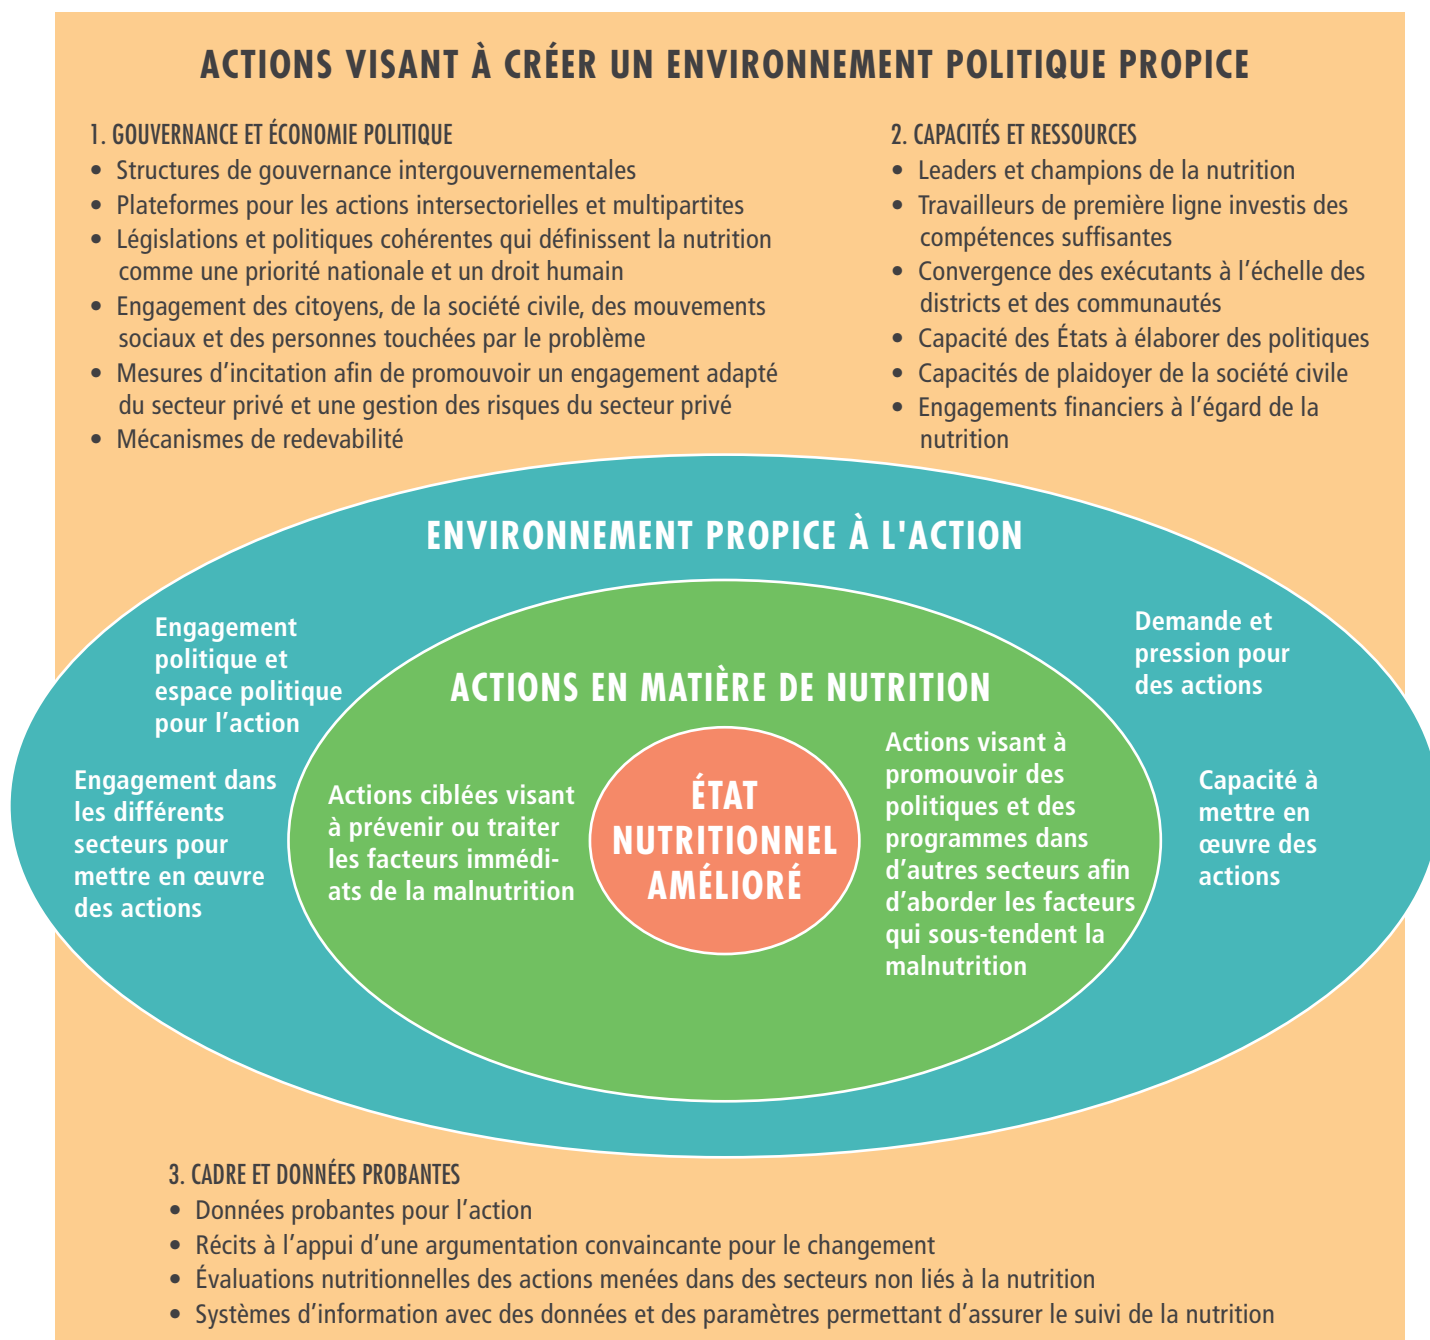 ACTIONS VISANT À CRÉER UN ENVIRONNEMENT POLITIQUE PROPICE
1. GOUVERNANCE ET ÉCONOMIE POLITIQUE
• Structures de gouvernance intergouvernementales
• Plateformes pour les actions intersectorielles et multipartites
• Législations et politiques cohérentes qui définissent la nutrition
comme une priorité nationale et un droit humain
• Engagement des citoyens, de la société civile, des mouvements
sociaux et des personnes touchées par le problème
• Mesures d'incitation afin de promouvoir un engagement adapté
du secteur privé et une gestion des risques du secteur privé
• Mécanismes de redevabilité
2. CAPACITÉS ET RESSOURCES
• Leaders et champions de la nutrition
• Travailleurs de première ligne investis des
compétences suffisantes
• Convergence des exécutants à l'échelle des
districts et des communautés
• Capacité des États à élaborer des politiques
• Capacités de plaidoyer de la société civile
• Engagements financiers à l'égard de la
nutrition
ENVIRONNEMENT PROPICE À L'ACTION
Engagement
politique et
espace politique
pour l'action
Engagement dans
les différents
secteurs pour
mettre en œuvre
des actions
ACTIONS EN MATIÈRE DE NUTRITION
Actions ciblées visant
à prévenir ou traiter
les facteurs immédi-
ats de la malnutrition
ÉTAT
NUTRITIONNEL
AMÉLIORÉ
Actions visant à
promouvoir des
politiques et des
programmes dans
d'autres secteurs afin
d'aborder les facteurs
qui sous-tendent la
malnutrition
Demande et
pression pour
des actions
Capacité à
mettre en
œuvre des
actions
3. CADRE ET DONNÉES PROBANTES
• Données probantes pour l'action
• Récits à l'appui d'une argumentation convaincante pour le changement
• Évaluations nutritionnelles des actions menées dans des secteurs non liés à la nutrition
• Systèmes d'information avec des données et des paramètres permettant d'assurer le suivi de la nutrition